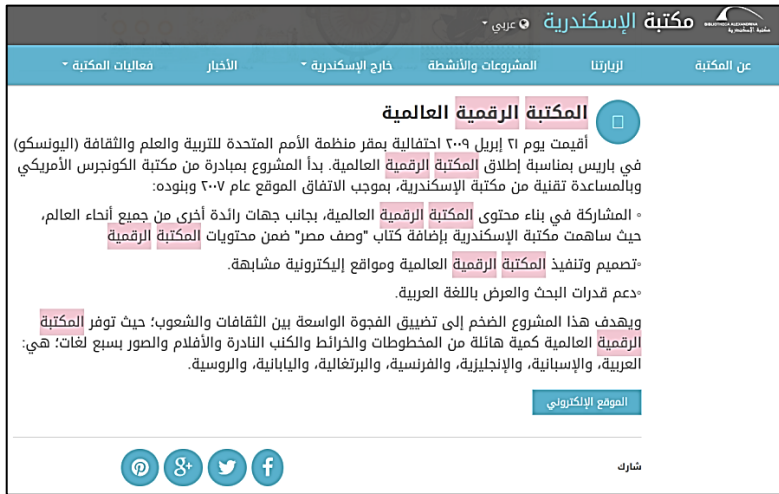 BIBLIOTHECA ALEXANDRINA
مكتبة الإسكندرية
مكتبة الإسكندرية
عربي
عن المكتبة
لزيارتنا
المشروعات والأنشطة
خارج الإسكندرية
الأخبار
فعاليات المكتبة
المكتبة الرقمية العالمية
أقيمت يوم ٢١ إبريل ٢٠٠٩ احتفالية بمقر منظمة الأمم المتحدة للتربية والعلم والثقافة (اليونسكو)
في باريس بمناسبة إطلاق المكتبة الرقمية العالمية. بدأ المشروع بمبادرة من مكتبة الكونجرس الأمريكي
وبالمساعدة تقنية من مكتبة الإسكندرية، بموجب الاتفاق الموقع عام ٢٠٠٧ وبنوده:
◦ المشاركة في بناء محتوى المكتبة الرقمية العالمية، بجانب جهات رائدة أخرى من جميع أنحاء العالم،
حيث ساهمت مكتبة الإسكندرية بإضافة كتاب "وصف مصر" ضمن محتويات المكتبة الرقمية
◦تصميم وتنفيذ المكتبة الرقمية العالمية ومواقع إليكترونية مشابهة.
◦دعم قدرات البحث والعرض باللغة العربية.
ويهدف هذا المشروع الضخم إلى تضييق الفجوة الواسعة بين الثقافات والشعوب؛ حيث توفر المكتبة
الرقمية العالمية كمية هائلة من المخطوطات والخرائط والكتب النادرة والأفلام والصور بسبع لغات؛ هي:
العربية، والإسبانية، والإنجليزية، والفرنسية، والبرتغالية، واليابانية، والروسية.
الموقع الإلكتروني
شارك